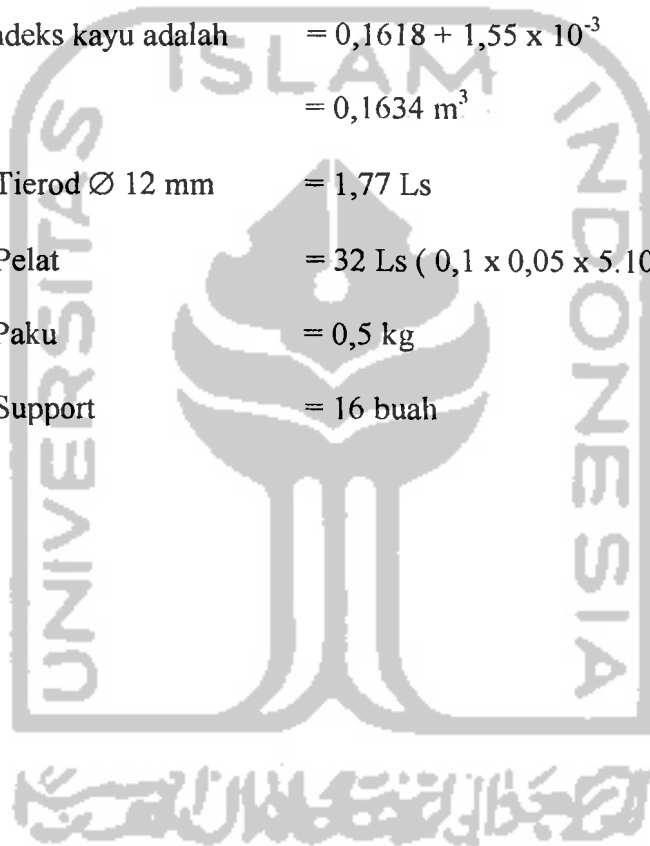 ndeks kayu adalah = 0,1618 + 1,55 x 10⁻³
= 0,1634 m³
Tierod Ø 12 mm = 1,77 Ls
Pelat = 32 Ls ( 0,1 x 0,05 x 5.10
Paku = 0,5 kg
Support = 16 buah
UNIVERSITAS ISLAM INDONESIA